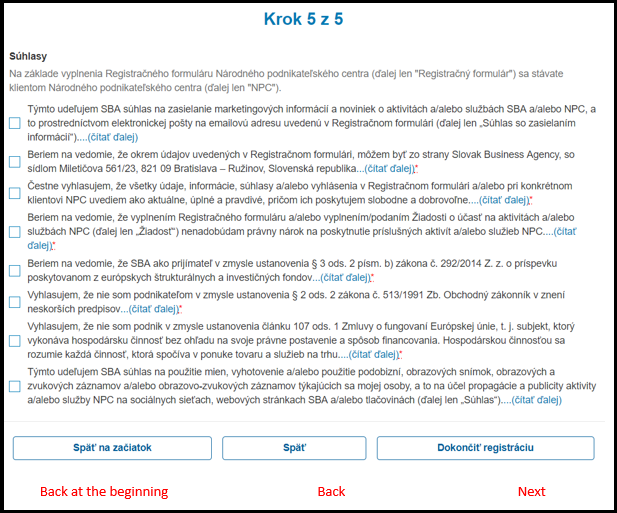 Krok 5 z 5
Súhlasy
Na základe vyplnenia Registračného formuláru Národného podnikateľského centra (ďalej len "Registračný formulár") sa stávate
klientom Národného podnikateľského centra (ďalej len "NPC").
Týmto udeľujem SBA súhlas na zasielanie marketingových informácií a noviniek o aktivitách a/alebo službách SBA a/alebo NPC, a
to prostredníctvom elektronickej pošty na emailovú adresu uvedenú v Registračnom formulári (ďalej len „Súhlas so zasielaním
informácií“)....(čítať ďalej)
Beriem na vedomie, že okrem údajov uvedených v Registračnom formulári, môžem byť zo strany Slovak Business Agency, so
sídlom Miletičova 561/23, 821 09 Bratislava – Ružinov, Slovenská republika...(čítať ďalej)*
Čestne vyhlasujem, že všetky údaje, informácie, súhlasy a/alebo vyhlásenia v Registračnom formulári a/alebo pri konkrétnom
klientovi NPC uvediem ako aktuálne, úplné a pravdivé, pričom ich poskytujem slobodne a dobrovoľne....(čítať ďalej)*
Beriem na vedomie, že vyplnením Registračného formuláru a/alebo vyplnením/podaním Žiadosti o účasť na aktivitách a/alebo
službách NPC (ďalej len „Žiadosť“) nenadobúdam právny nárok na poskytnutie príslušných aktivít a/alebo služieb NPC....(čítať
ďalej)*
Beriem na vedomie, že SBA ako prijímateľ v zmysle ustanovenia § 3 ods. 2 písm. b) zákona č. 292/2014 Z. z. o príspevku
poskytovanom z európskych štrukturálnych a investičných fondov...(čítať ďalej)*
Vyhlasujem, že nie som podnikateľom v zmysle ustanovenia § 2 ods. 2 zákona č. 513/1991 Zb. Obchodný zákonník v znení
neskorších predpisov...(čítať ďalej)*
Vyhlasujem, že nie som podnik v zmysle ustanovenia článku 107 ods. 1 Zmluvy o fungovaní Európskej únie, t. j. subjekt, ktorý
vykonáva hospodársku činnosť bez ohľadu na svoje právne postavenie a spôsob financovania. Hospodárskou činnosťou sa
rozumie každá činnosť, ktorá spočíva v ponuke tovaru a služieb na trhu....(čítať ďalej)*
Týmto udeľujem SBA súhlas na použitie mien, vyhotovenie a/alebo použitie podobizní, obrazových snímok, obrazových a
zvukových záznamov a/alebo obrazovo-zvukových záznamov týkajúcich sa mojej osoby, a to na účel propagácie a publicity aktivity
a/alebo služby NPC na sociálnych sieťach, webových stránkach SBA a/alebo tlačovinách (ďalej len „Súhlas“)....(čítať ďalej)
Späť na začiatok Späť Dokončiť registráciu
Back at the beginning Back Next